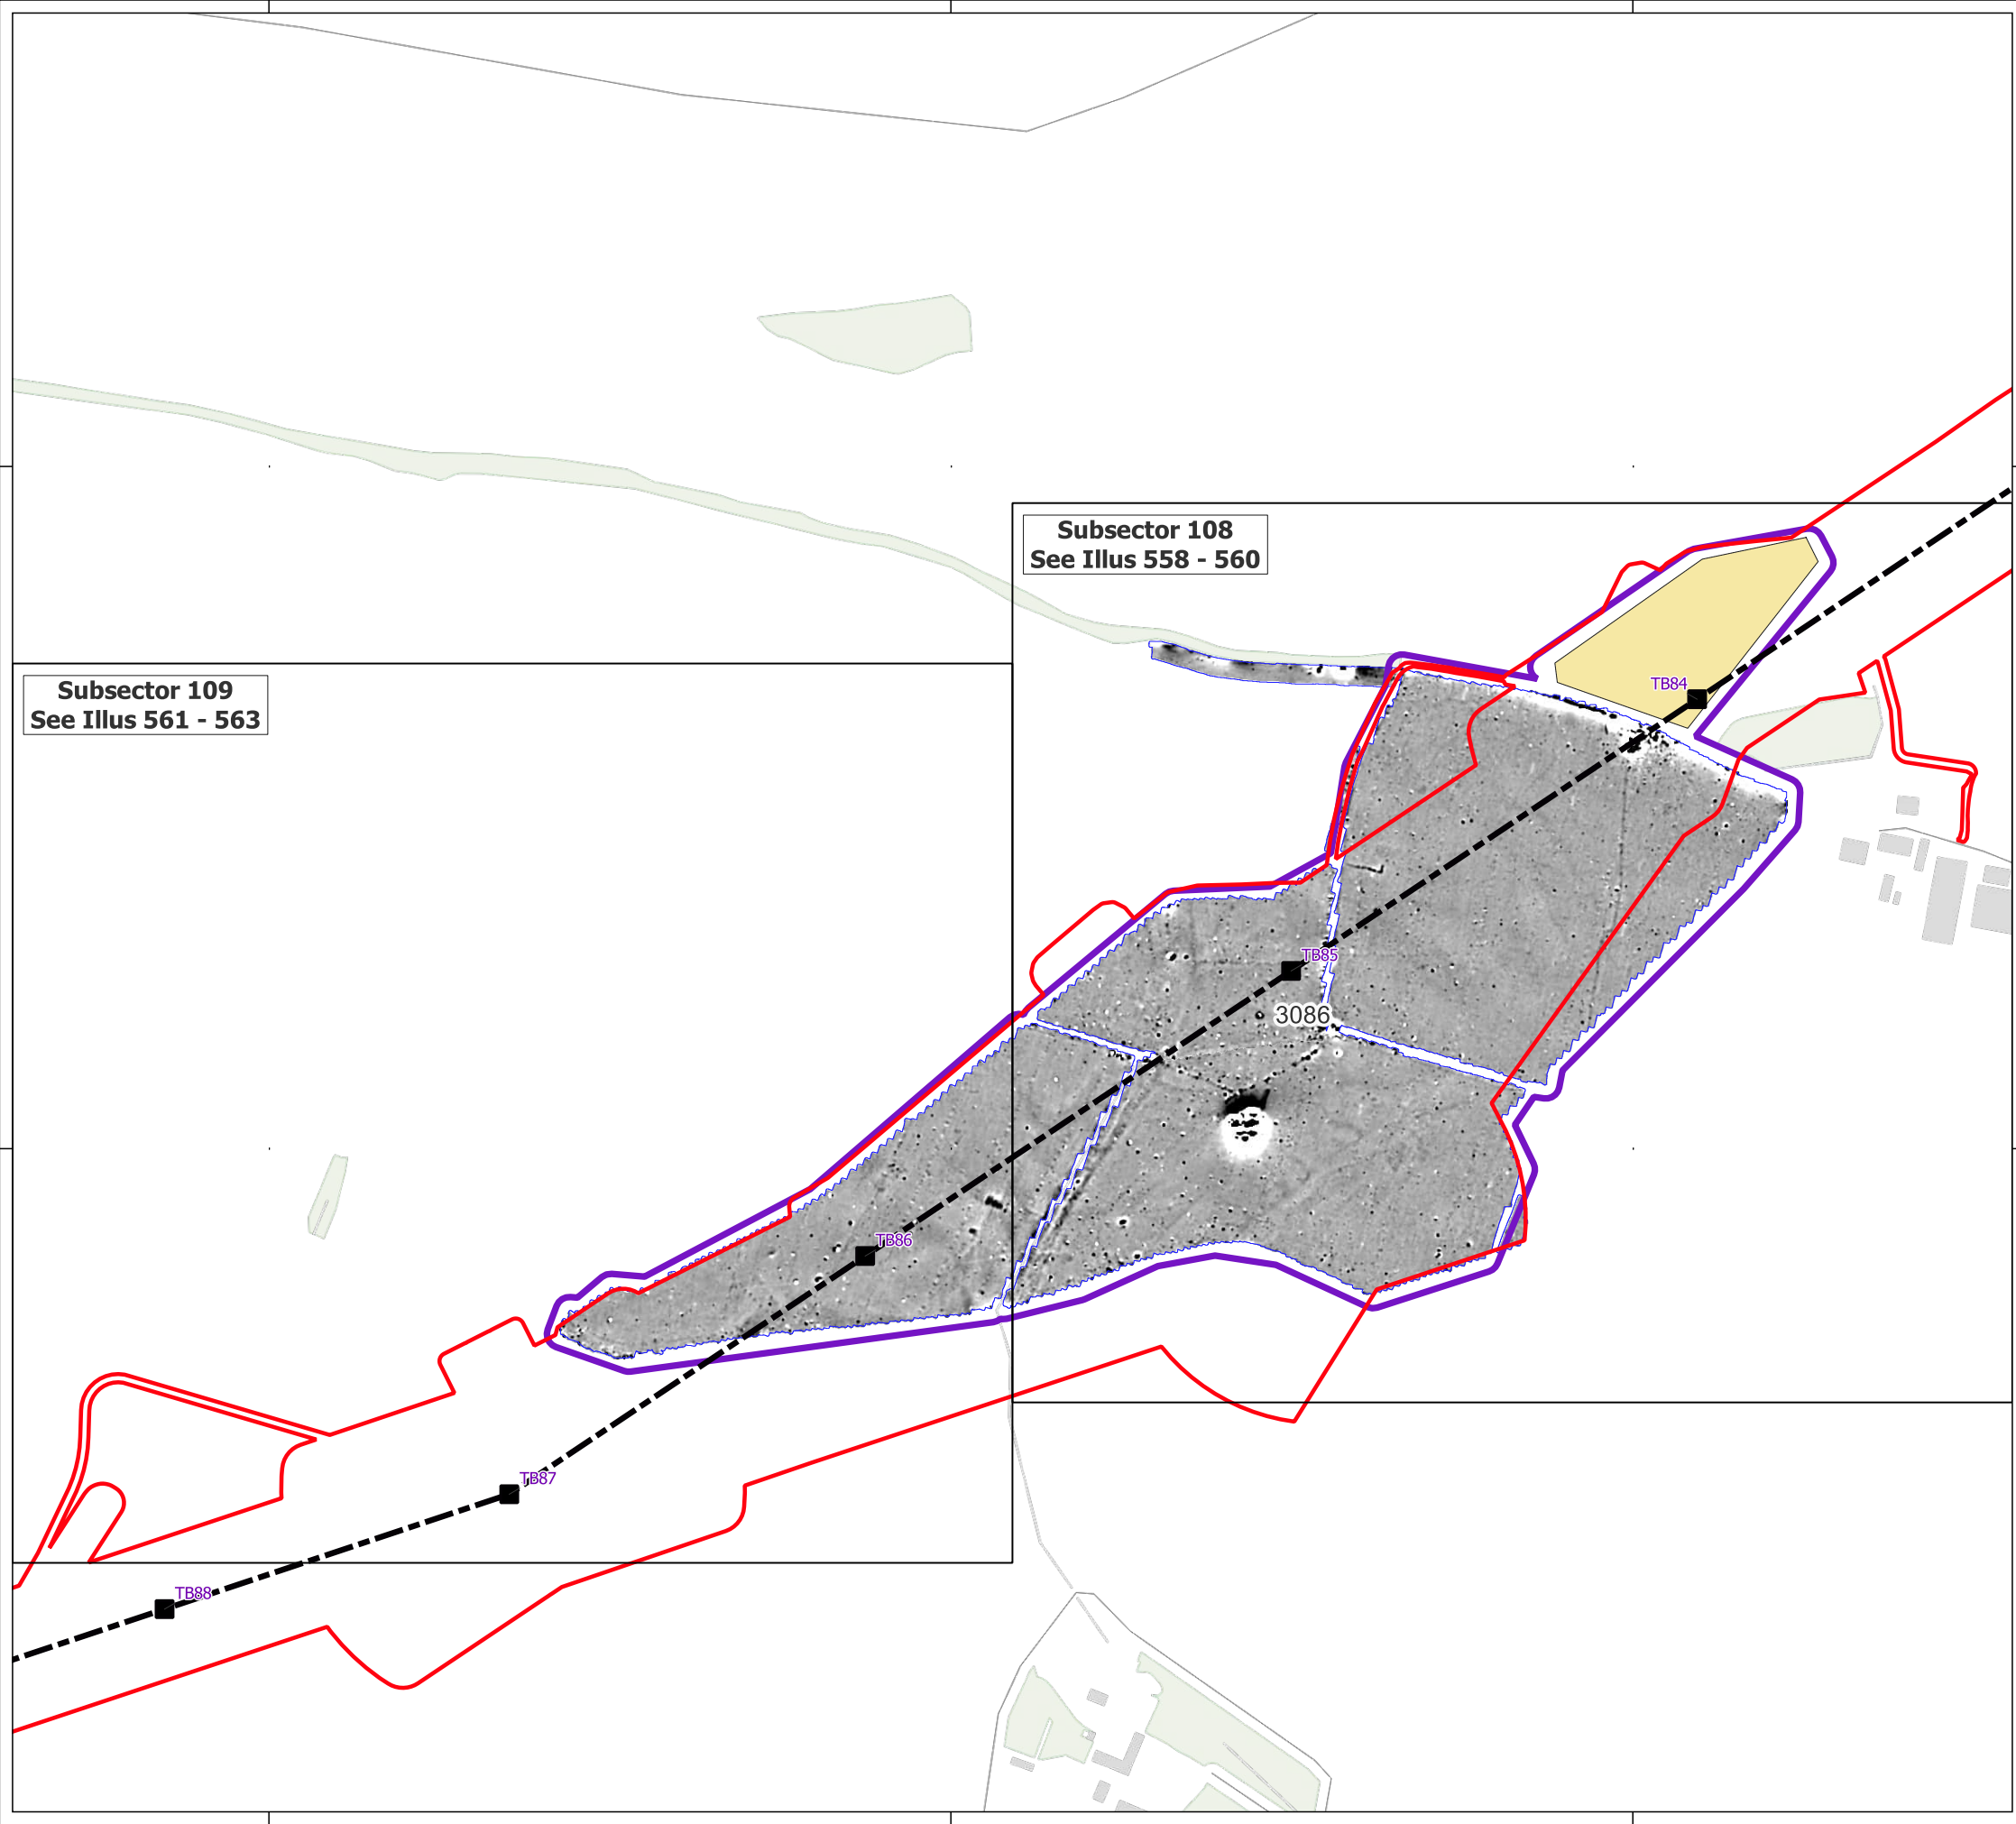 Subsector 108
See Illus 558 - 560
Subsector 109
See Illus 561 - 563
TB84
TB85
3086
TB86
TB87
TB88